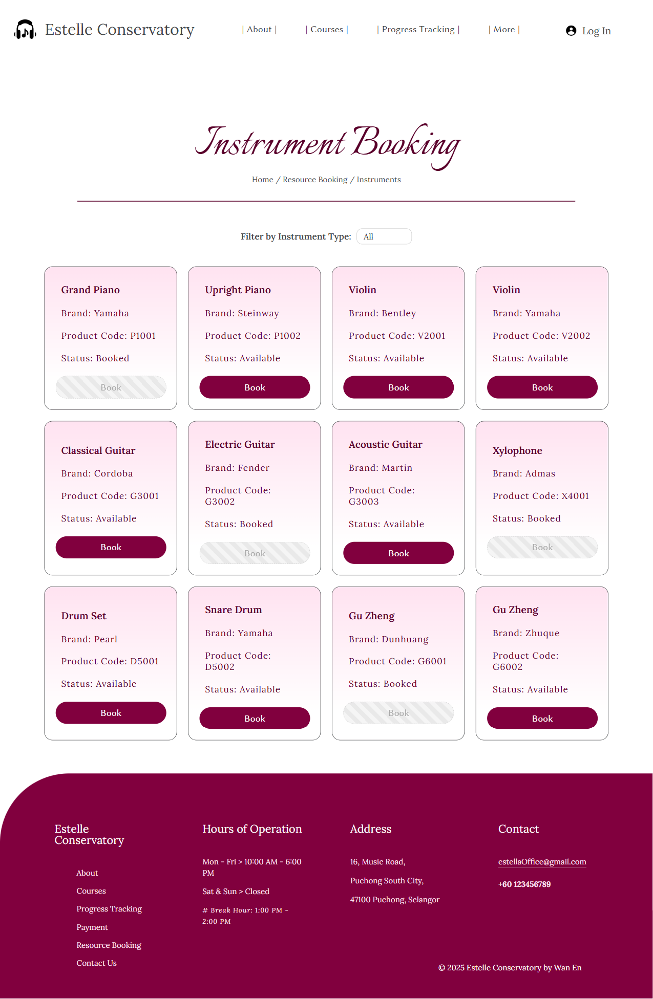 Estelle Conservatory
| About |
| Courses |
| Progress Tracking |
| More |
Log In
Instrument Booking
Home / Resource Booking / Instruments
Filter by Instrument Type: All
Grand Piano
Brand: Yamaha
Product Code: P1001
Status: Booked
Book
Upright Piano
Brand: Steinway
Product Code: P1002
Status: Available
Book
Violin
Brand: Bentley
Product Code: V2001
Status: Available
Book
Violin
Brand: Yamaha
Product Code: V2002
Status: Available
Book
Classical Guitar
Brand: Cordoba
Product Code: G3001
Status: Available
Book
Electric Guitar
Brand: Fender
Product Code:
G3002
Status: Booked
Book
Acoustic Guitar
Brand: Martin
Product Code:
G3003
Status: Available
Book
Xylophone
Brand: Admas
Product Code: X4001
Status: Booked
Book
Drum Set
Brand: Pearl
Product Code: D5001
Status: Available
Book
Snare Drum
Brand: Yamaha
Product Code:
D5002
Status: Available
Book
Gu Zheng
Brand: Dunhuang
Product Code: G6001
Status: Booked
Book
Gu Zheng
Brand: Zhuque
Product Code:
G6002
Status: Available
Book
Estelle
Conservatory
About
Courses
Progress Tracking
Payment
Resource Booking
Contact Us
Hours of Operation
Mon - Fri > 10:00 AM - 6:00
PM
Sat & Sun > Closed
# Break Hour: 1:00 PM -
2:00 PM
Address
16, Music Road,
Puchong South City,
47100 Puchong, Selangor
Contact
estellaOffice@gmail.com
+60 123456789
© 2025 Estelle Conservatory by Wan En